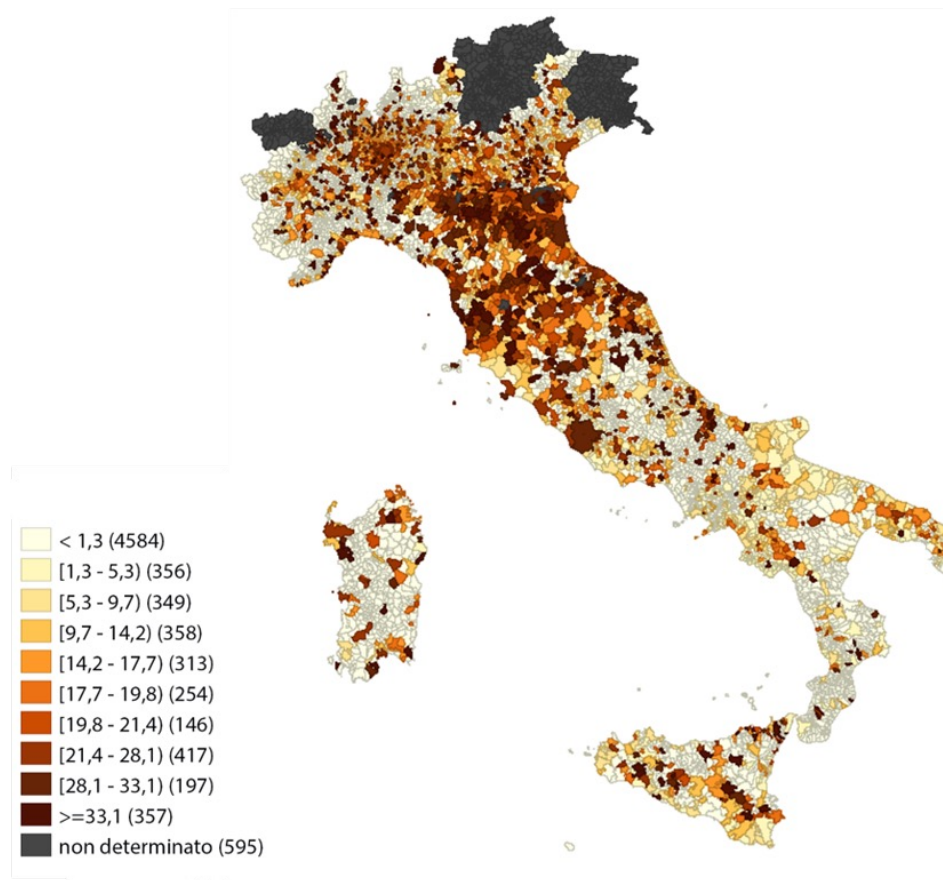 < 1,3 (4584)
[1,3 - 5,3) (356)
[5,3 - 9,7) (349)
[9,7 - 14,2) (358)
[14,2 - 17,7) (313)
[17,7 - 19,8) (254)
[19,8 - 21,4) (146)
[21,4 - 28,1) (417)
[28,1 - 33,1) (197)
>=33,1 (357)
non determinato (595)